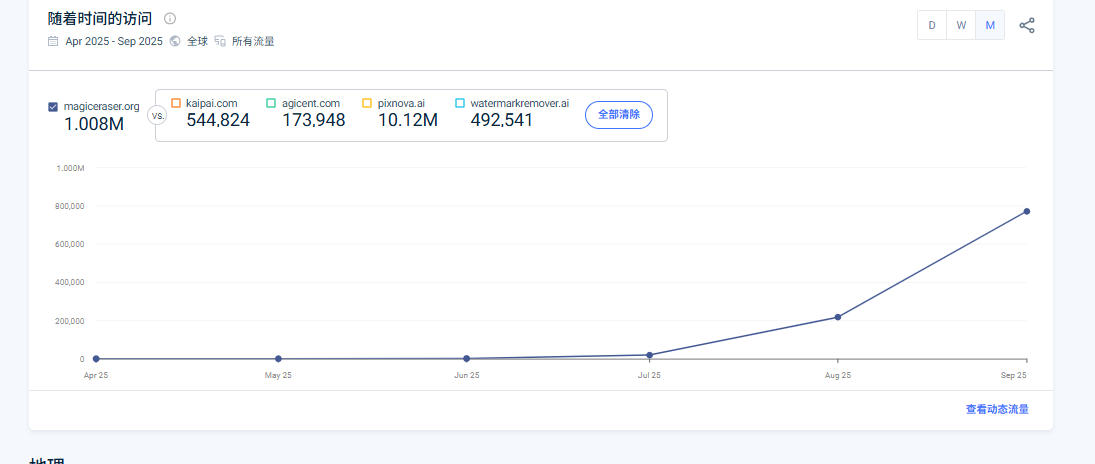 随着时间的访问
Apr 2025 - Sep 2025 全球 所有流量
D W M
magiceraser.org
1.008M
VS.
kaipai.com agicent.com pixnova.ai watermarkremover.ai
544,824 173,948 10.12M 492,541
全部清除
1.000M
800,000
600,000
400,000
200,000
0
Apr 25 May 25 Jun 25 Jul 25 Aug 25 Sep 25
查看动态流量
地理